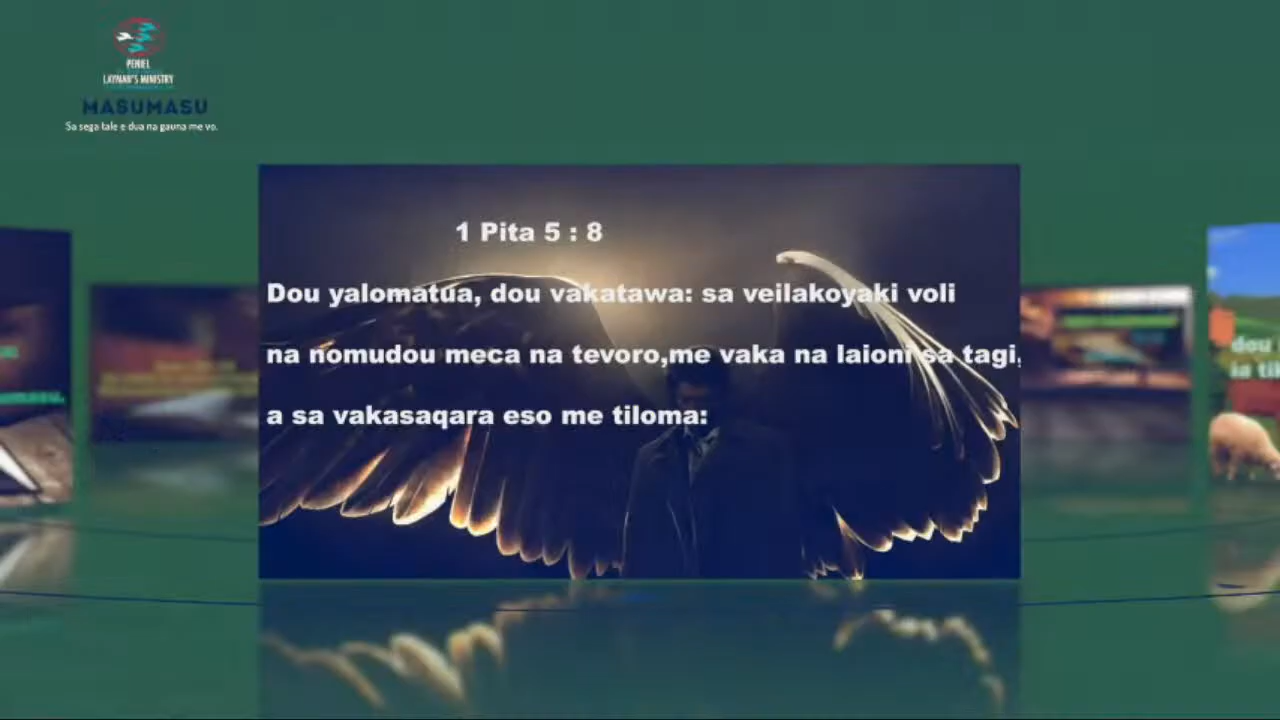 PENIEL
LAYMAN'S MINISTRY
MASUMASU
Sa sega tale e dua na gauna me vo.
1 Pita 5 : 8
Dou yalomatua, dou vakatawa: sa veilakoyaki voli
na nomudou meca na tevoro,me vaka na laioni sa tagi,
a sa vakasaqara eso me tiloma:
dou
ia